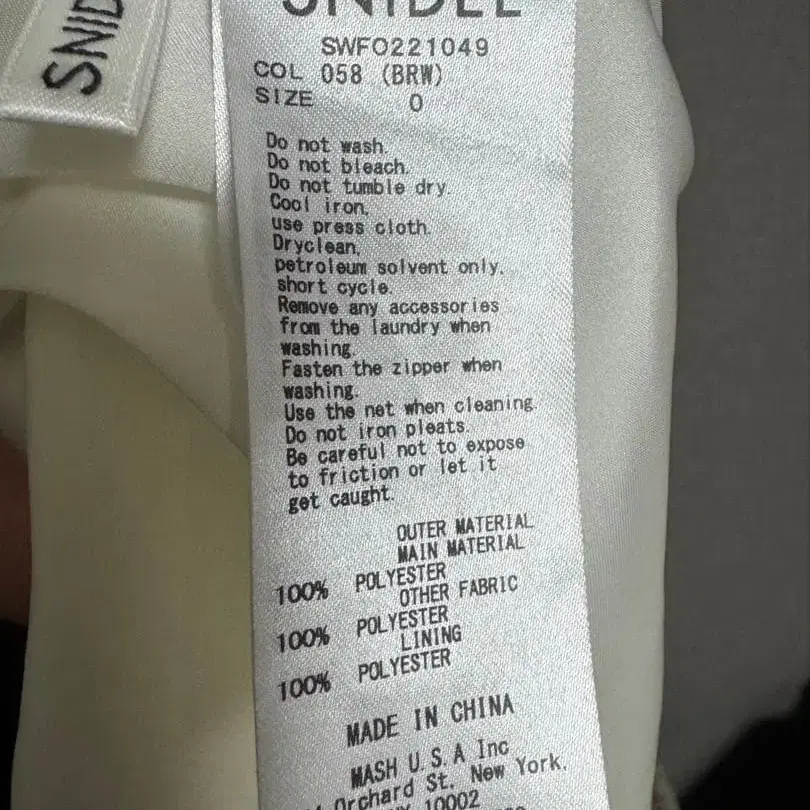 SNIDEL
SWFO221049
COL 058 (BRW)
SIZE 0
Do not wash.
Do not bleach.
Do not tumble dry.
Cool iron,
use press cloth.
Dryclean,
petroleum solvent only,
short cycle.
Remove any accessories
from the laundry when
washing.
Fasten the zipper when
washing.
Use the net when cleaning.
Do not iron pleats.
Be careful not to expose
to friction or let it
get caught.
OUTER MATERIAL
MAIN MATERIAL
100% POLYESTER
OTHER FABRIC
100% POLYESTER
LINING
100% POLYESTER
MADE IN CHINA
MASH U.S.A Inc
Orchard St. New York,
10002
SNID